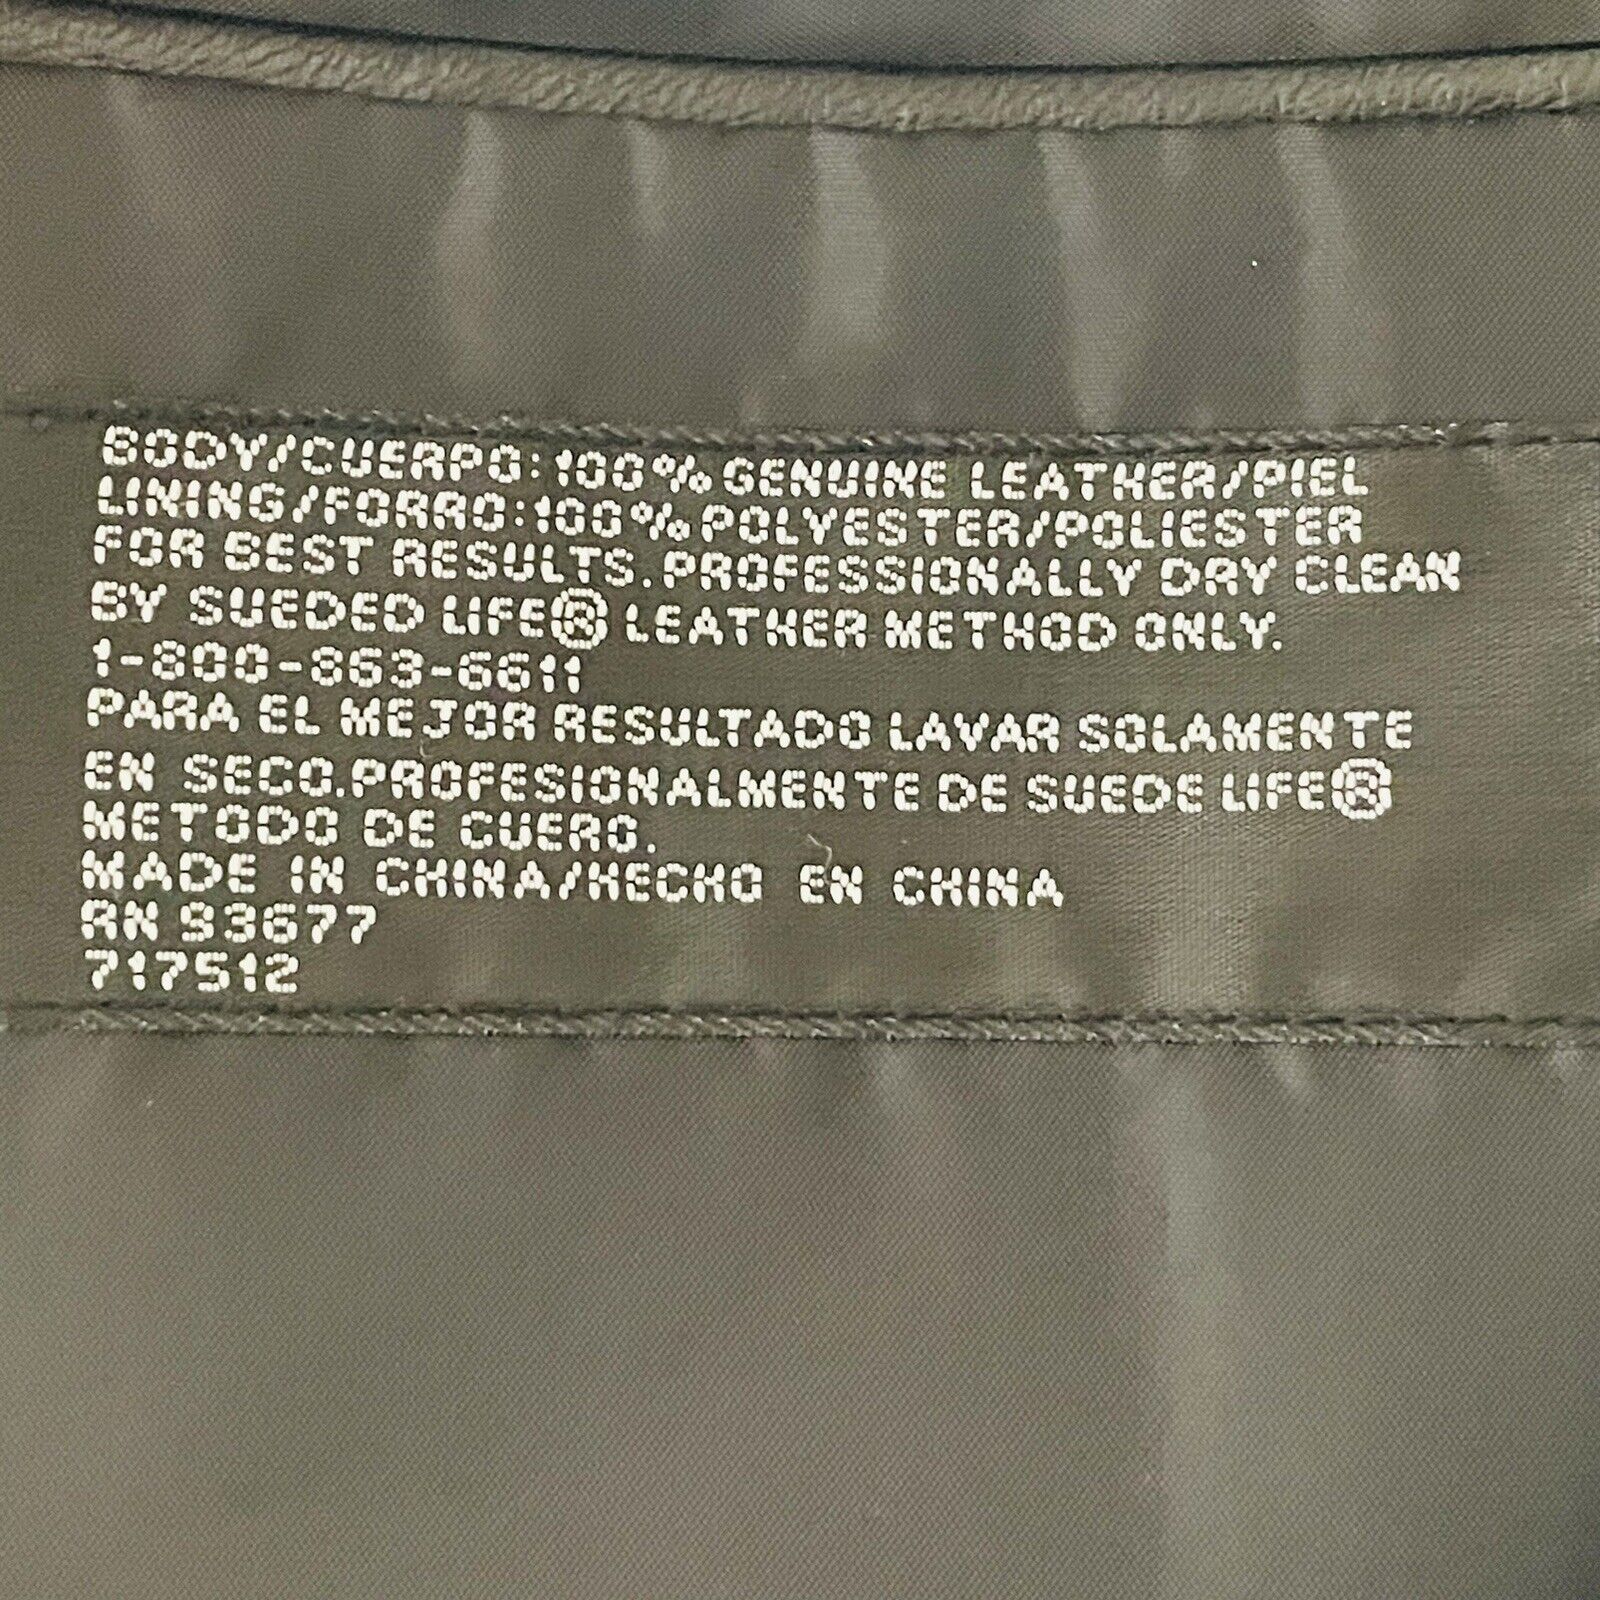 BODY/CUERPO:100% GENUINE LEATHER/PIEL
LINING/FORRO:100% POLYESTER/POLIESTER
FOR BEST RESULTS.PROFESSIONALLY DRY CLEAN
BY SUEDED LIFE® LEATHER METHOD ONLY.
1-800-863-6611
PARA EL MEJOR RESULTADO LAVAR SOLAMENTE
EN SECO.PROFESIONALMENTE DE SUEDE LIFE®
METODO DE CUERO.
MADE IN CHINA/HECHO EN CHINA
RN 93677
717512